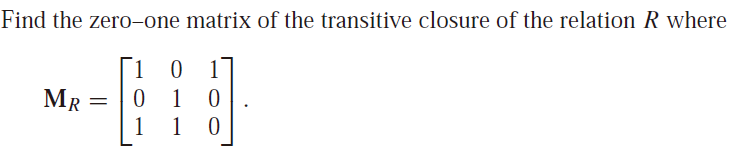 Find the zero–one matrix of the transitive closure of the relation R where
1 0 1
M_R = 0 1 0 .
1 1 0